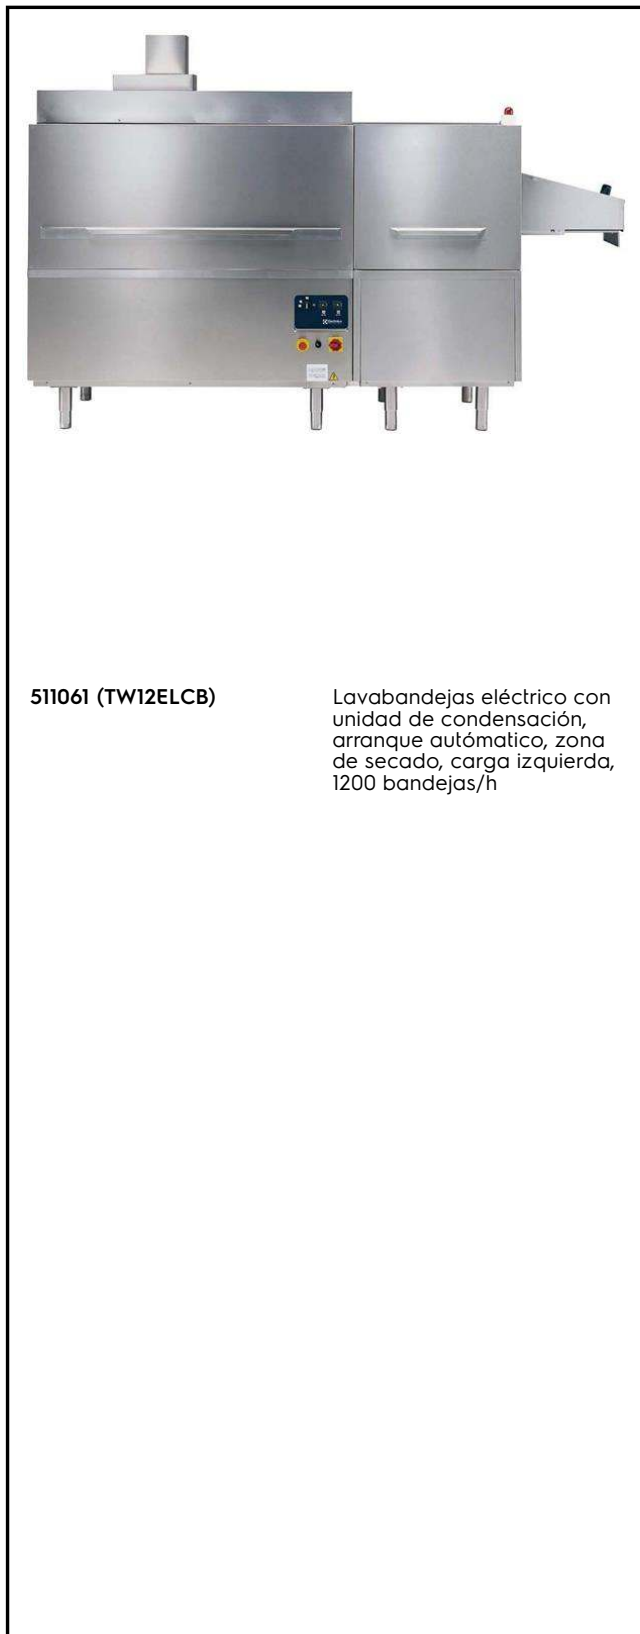 511061 (TW12ELCB)
Lavabandejas eléctrico con
unidad de condensación,
arranque autómatico, zona
de secado, carga izquierda,
1200 bandejas/h